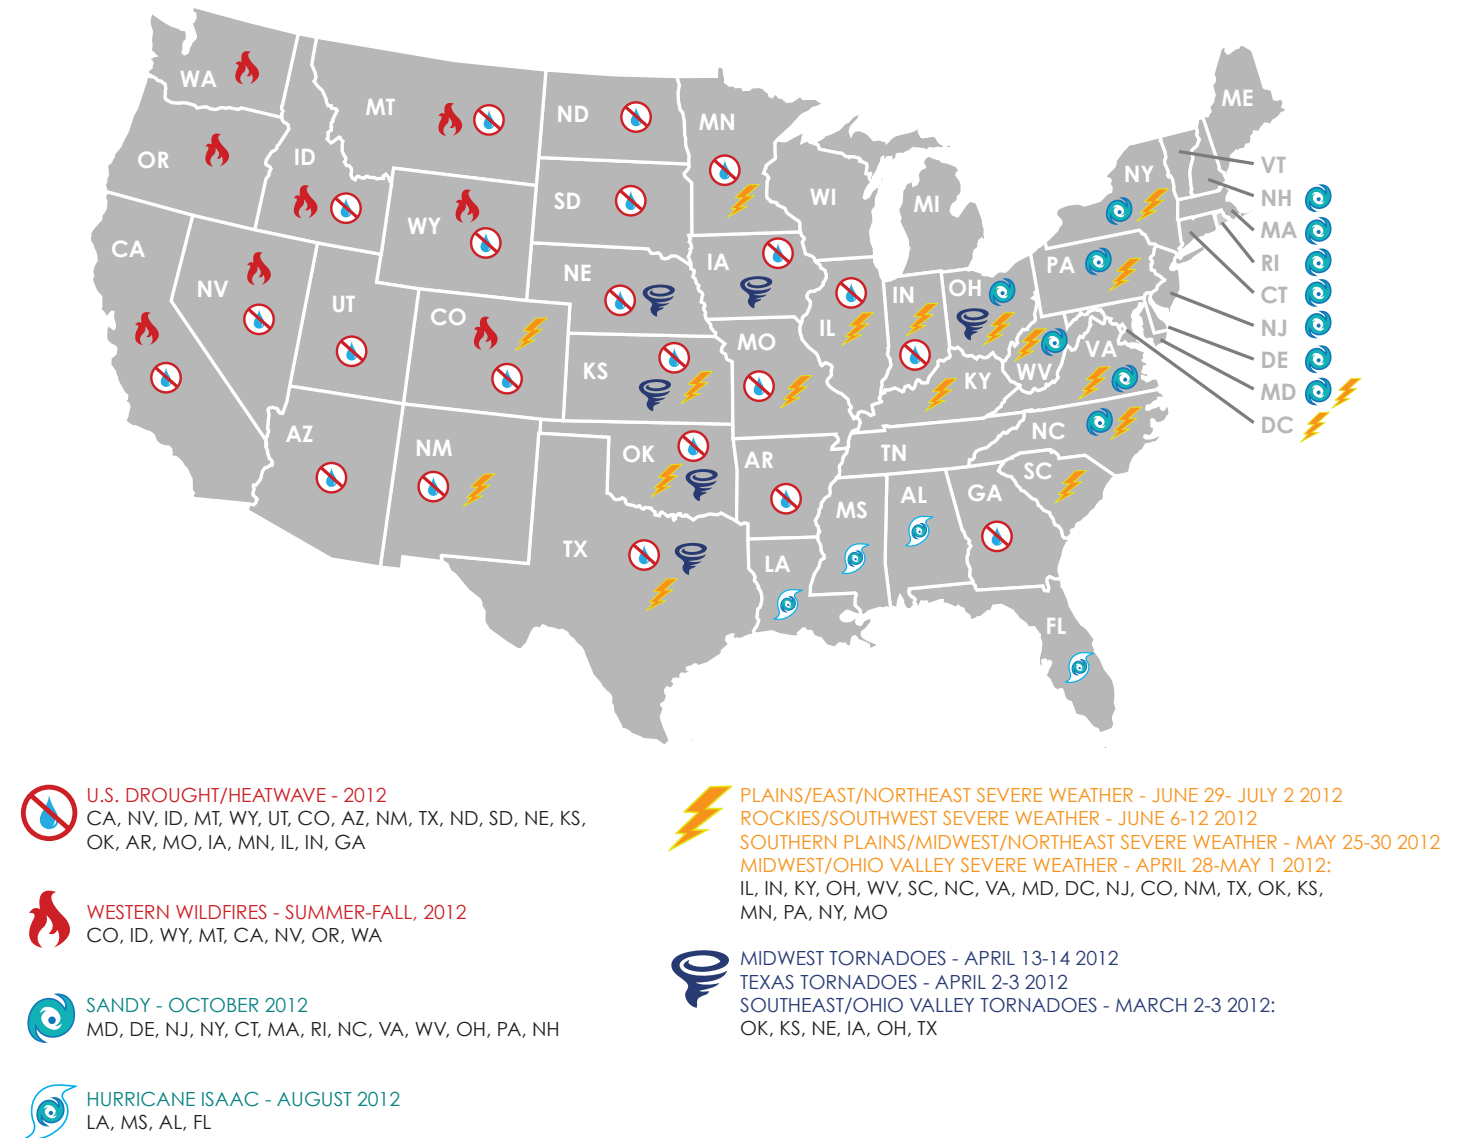 WA
MT
ND
MN
ME
OR
ID
VT
NY
NH
SD
WI
MI
WY
MA
CA
RI
NE
IA
PA
NV
IN
OH
CT
UT
CO
IL
NJ
MO
VA
DE
KS
KY
WV
MD
AZ
NC
DC
NM
OK
AR
TN
SC
MS
AL
GA
TX
LA
FL
U.S. DROUGHT/HEATWAVE - 2012
CA, NV, ID, MT, WY, UT, CO, AZ, NM, TX, ND, SD, NE, KS,
OK, AR, MO, IA, MN, IL, IN, GA
WESTERN WILDFIRES - SUMMER-FALL, 2012
CO, ID, WY, MT, CA, NV, OR, WA
SANDY - OCTOBER 2012
MD, DE, NJ, NY, CT, MA, RI, NC, VA, WV, OH, PA, NH
HURRICANE ISAAC - AUGUST 2012
LA, MS, AL, FL
PLAINS/EAST/NORTHEAST SEVERE WEATHER - JUNE 29- JULY 2 2012
ROCKIES/SOUTHWEST SEVERE WEATHER - JUNE 6-12 2012
SOUTHERN PLAINS/MIDWEST/NORTHEAST SEVERE WEATHER - MAY 25-30 2012
MIDWEST/OHIO VALLEY SEVERE WEATHER - APRIL 28-MAY 1 2012:
IL, IN, KY, OH, WV, SC, NC, VA, MD, DC, NJ, CO, NM, TX, OK, KS,
MN, PA, NY, MO
MIDWEST TORNADOES - APRIL 13-14 2012
TEXAS TORNADOES - APRIL 2-3 2012
SOUTHEAST/OHIO VALLEY TORNADOES - MARCH 2-3 2012:
OK, KS, NE, IA, OH, TX